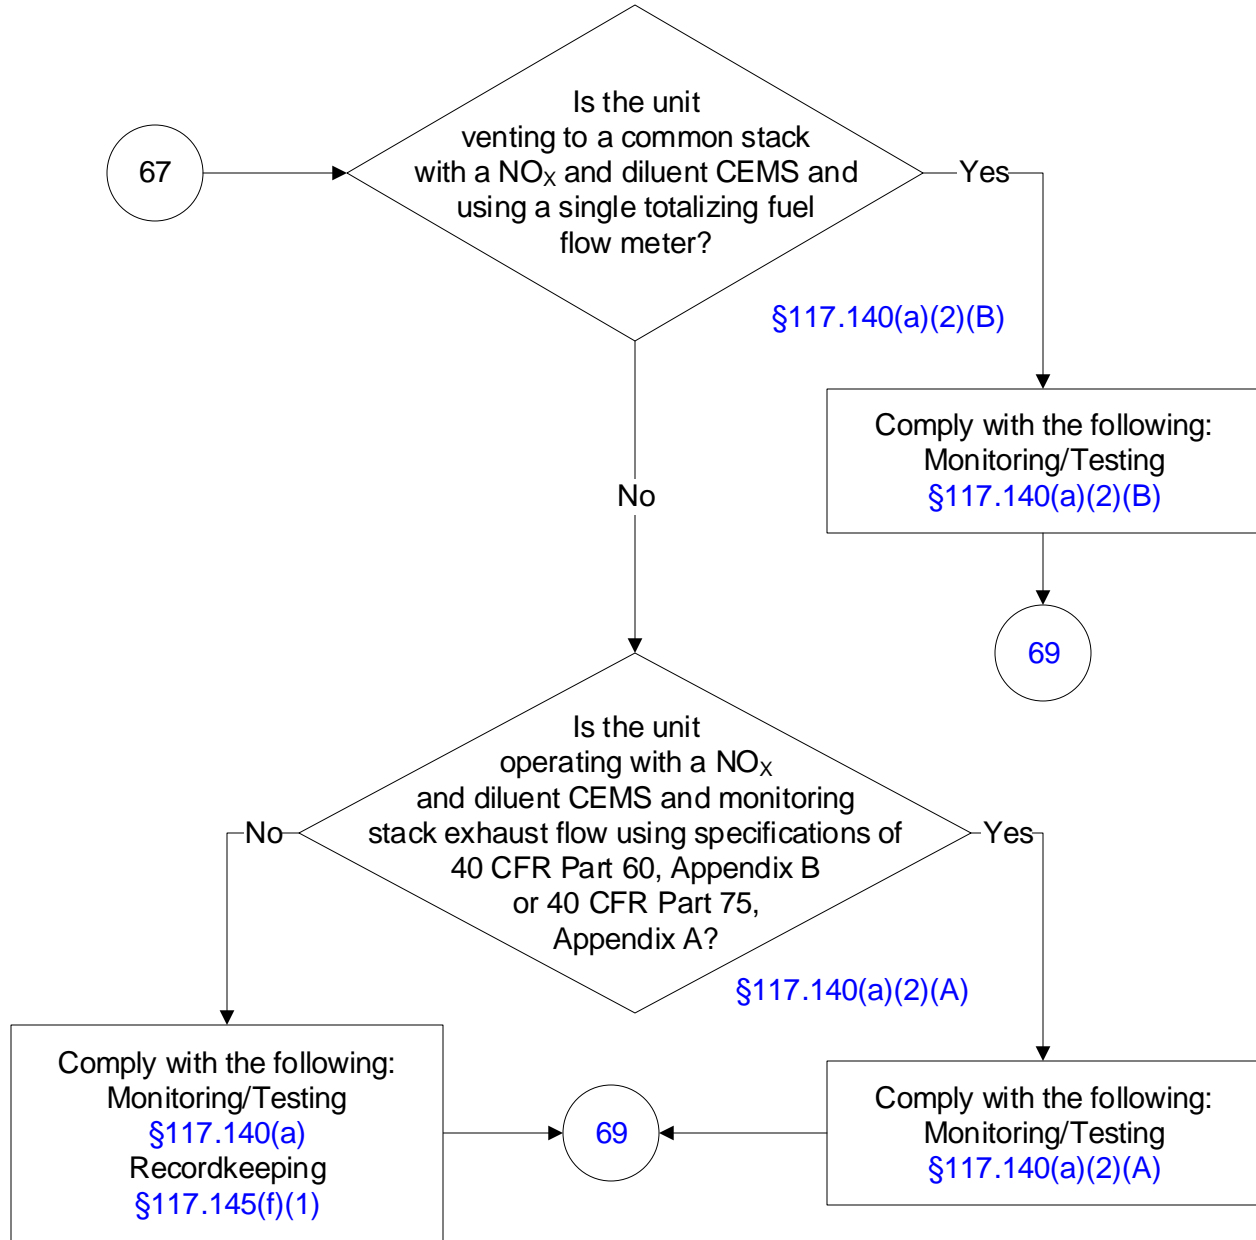 67
Is the unit
venting to a common stack
with a NOX and diluent CEMS and
using a single totalizing fuel
flow meter?
Yes
§117.140(a)(2)(B)
Comply with the following:
Monitoring/Testing
§117.140(a)(2)(B)
No
69
Is the unit
operating with a NOX
and diluent CEMS and monitoring
stack exhaust flow using specifications of
40 CFR Part 60, Appendix B
or 40 CFR Part 75,
Appendix A?
No
Yes
§117.140(a)(2)(A)
Comply with the following:
Monitoring/Testing
§117.140(a)
Recordkeeping
§117.145(f)(1)
69
Comply with the following:
Monitoring/Testing
§117.140(a)(2)(A)